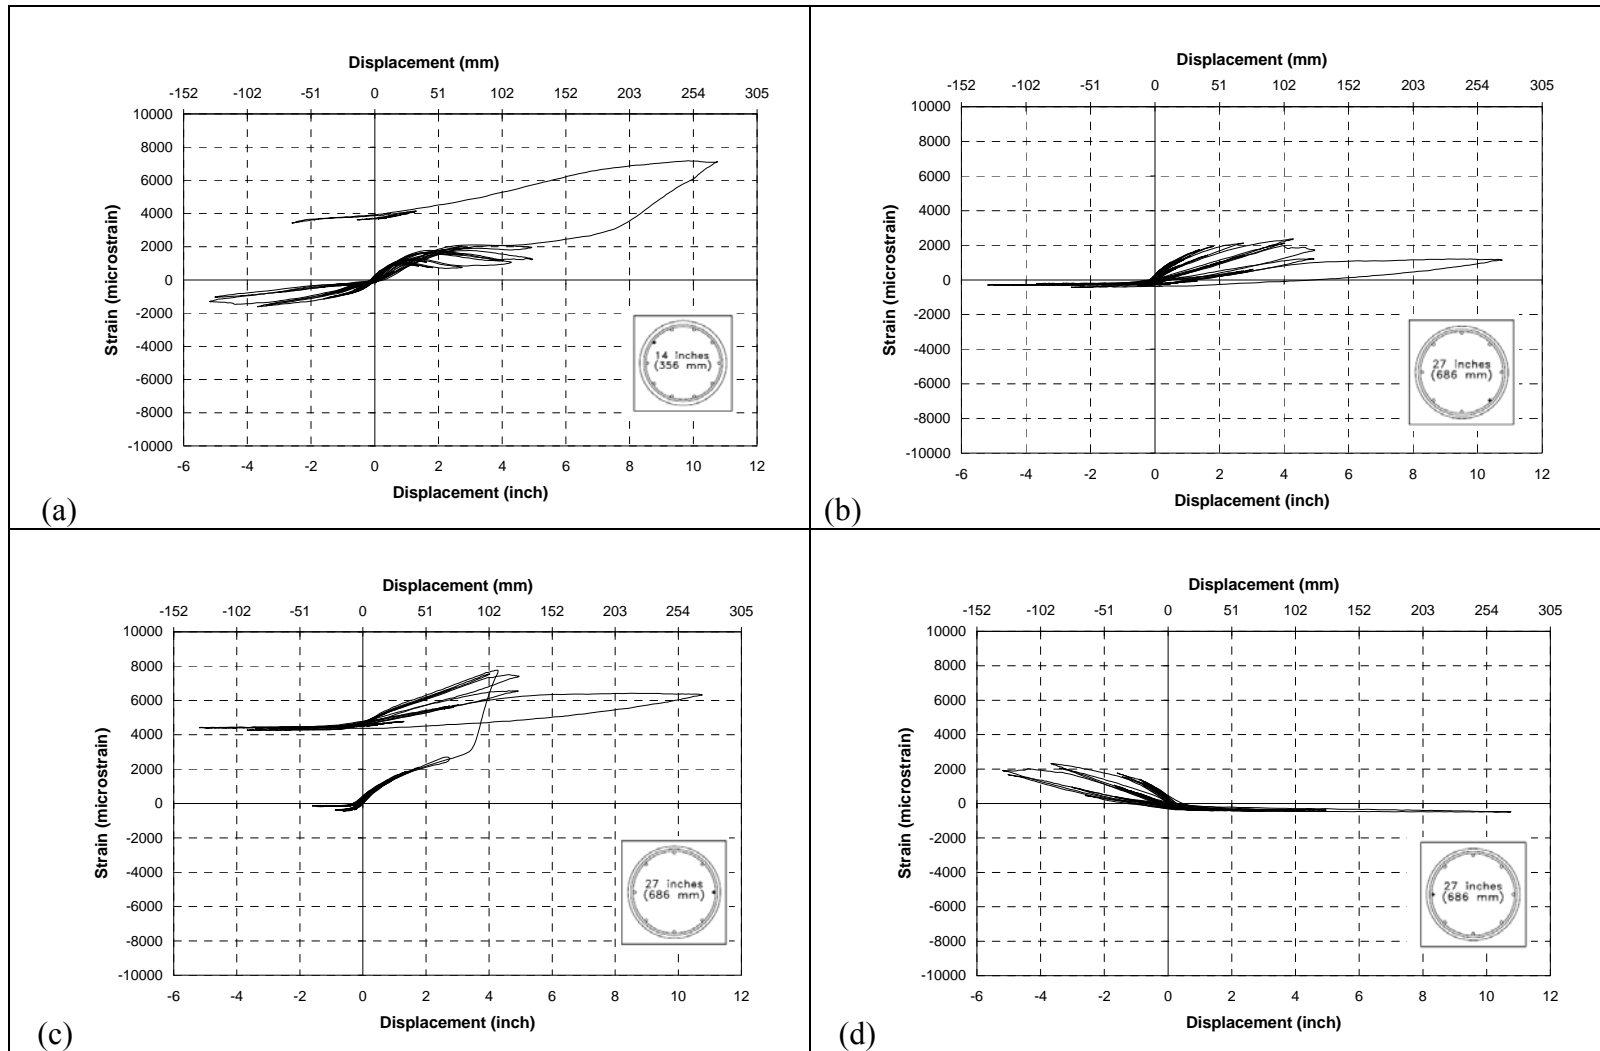 Displacement (mm)
-152 -102 -51 0 51 102 152 203 254 305
10000
8000
6000
4000
2000
0
-2000
-4000
-6000
-8000
-10000
Strain (microstrain)
14 Inches
(356 mm)
-6 -4 -2 0 2 4 6 8 10 12
Displacement (inch)
(a)
Displacement (mm)
-152 -102 -51 0 51 102 152 203 254 305
10000
8000
6000
4000
2000
0
-2000
-4000
-6000
-8000
-10000
Strain (microstrain)
27 Inches
(686 mm)
-6 -4 -2 0 2 4 6 8 10 12
Displacement (inch)
(b)
Displacement (mm)
-152 -102 -51 0 51 102 152 203 254 305
10000
8000
6000
4000
2000
0
-2000
-4000
-6000
-8000
-10000
Strain (microstrain)
27 Inches
(686 mm)
-6 -4 -2 0 2 4 6 8 10 12
Displacement (inch)
(c)
Displacement (mm)
-152 -102 -51 0 51 102 152 203 254 305
10000
8000
6000
4000
2000
0
-2000
-4000
-6000
-8000
-10000
Strain (microstrain)
27 Inches
(686 mm)
-6 -4 -2 0 2 4 6 8 10 12
Displacement (inch)
(d)